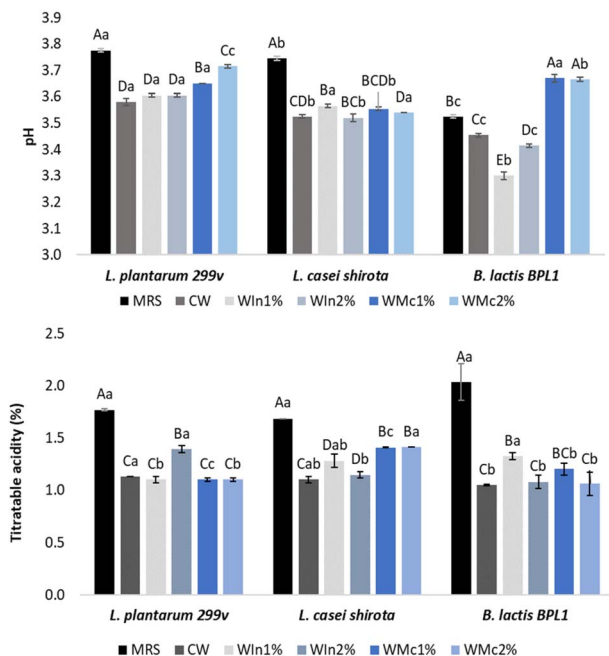 3.9
3.8
3.7
3.6
3.5
3.4
3.3
3.2
3.1
3.0
pH
Aa Da Da Da Ba Cc
Ab CDb Ba BCb BCDb Da
Bc Cc Eb Dc Aa Ab
L. plantarum 299v L. casei shirota B. lactis BPL1
MRS CW WIn1% WIn2% WMc1% WMc2%
2.5
2.0
1.5
1.0
0.5
0.0
Titratable acidity (%)
Aa Ca Cb Ba Cc Cb
Aa Cab Dab Db Bc Ba
Aa Cb Ba Cb BCb Cb
L. plantarum 299v L. casei shirota B. lactis BPL1
MRS CW WIn1% WIn2% WMc1% WMc2%